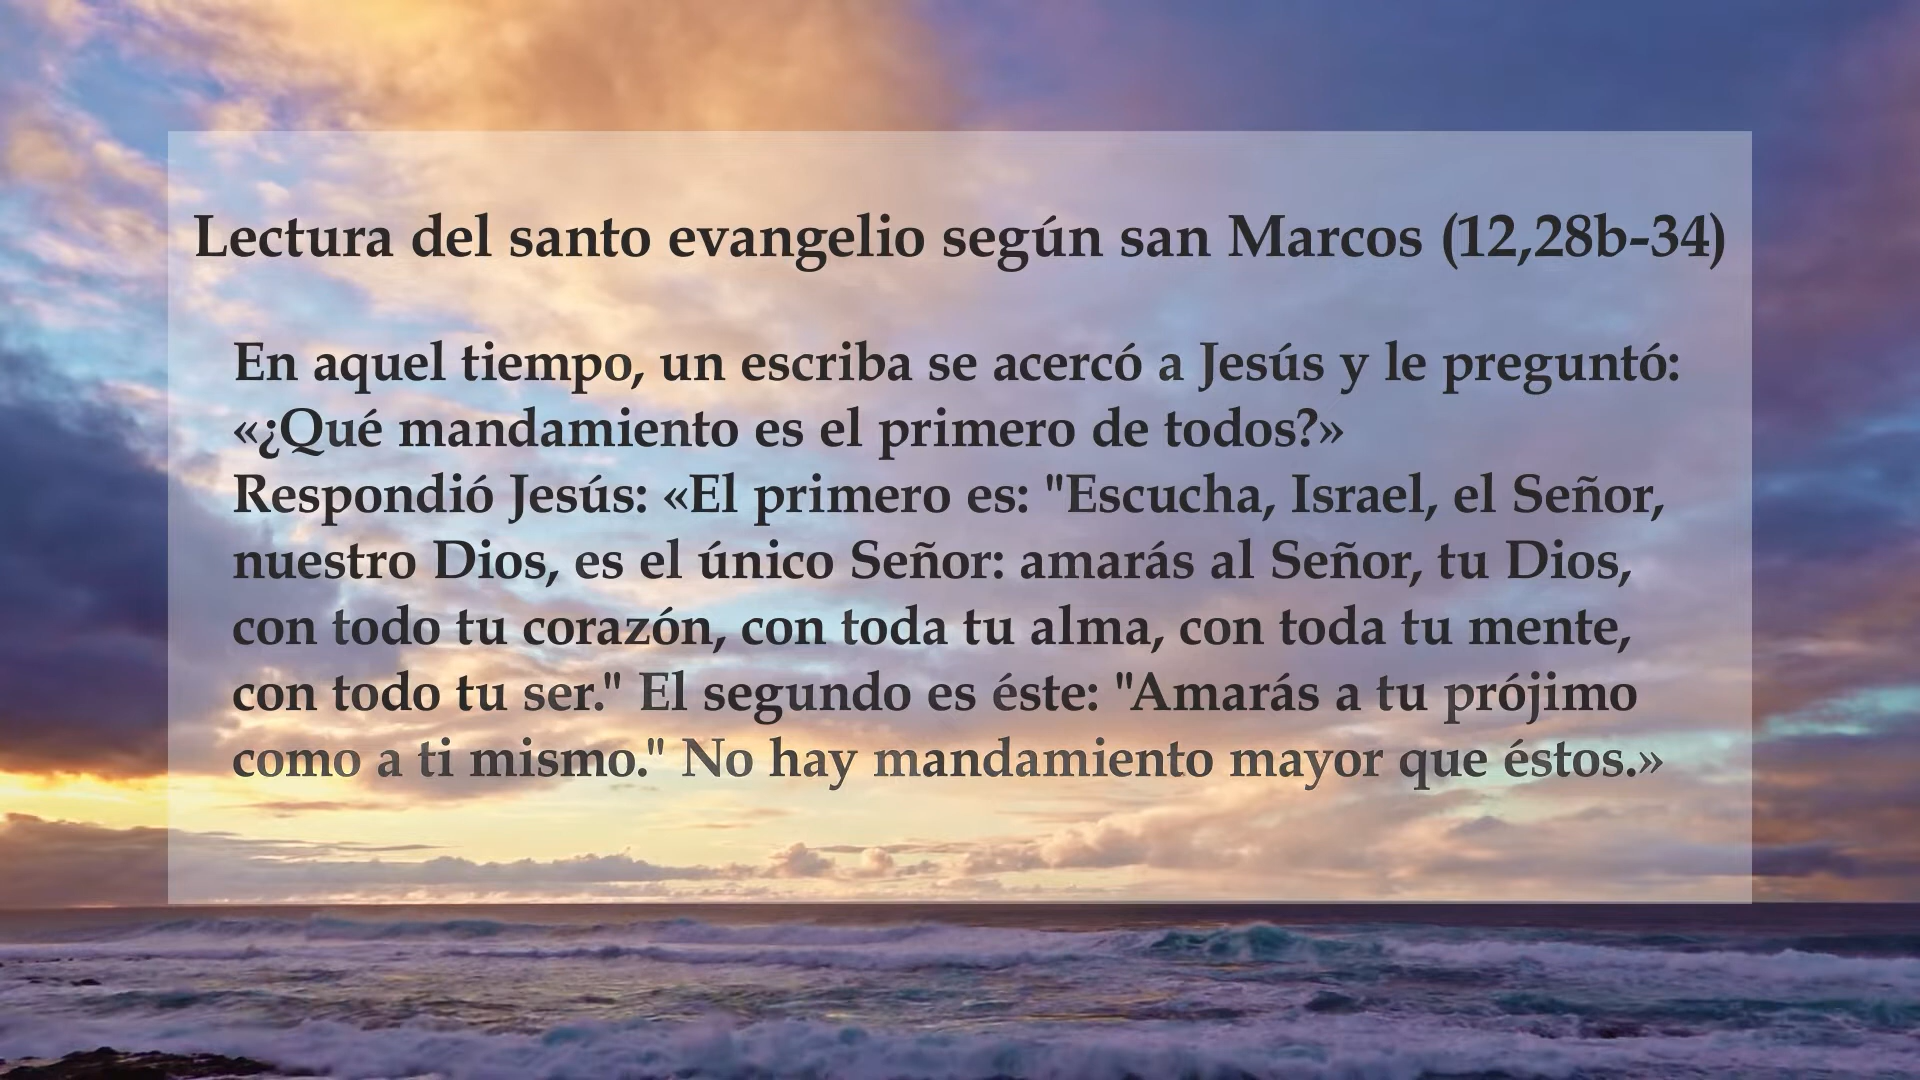 Lectura del santo evangelio según san Marcos (12,28b-34)
En aquel tiempo, un escriba se acercó a Jesús y le preguntó:
«¿Qué mandamiento es el primero de todos?»
Respondió Jesús: «El primero es: "Escucha, Israel, el Señor,
nuestro Dios, es el único Señor: amarás al Señor, tu Dios,
con todo tu corazón, con toda tu alma, con toda tu mente,
con todo tu ser." El segundo es éste: "Amarás a tu prójimo
como a ti mismo." No hay mandamiento mayor que éstos.»